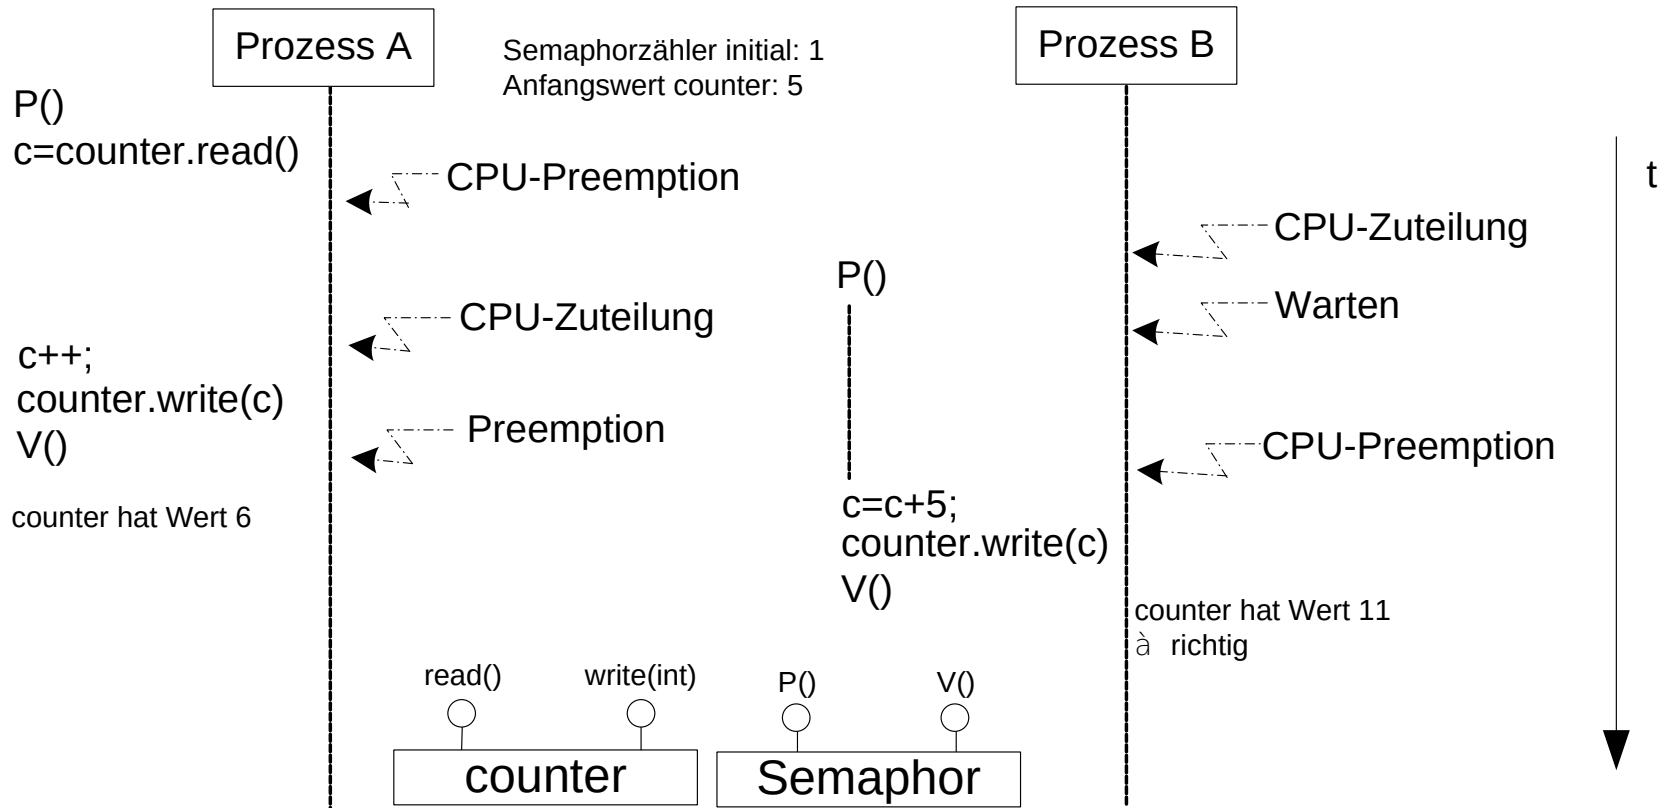 Prozess A
Semaphorzähler initial: 1
Anfangswert counter: 5
Prozess B
P()
c=counter.read()
CPU-Preemption
t
CPU-Zuteilung
P()
Warten
CPU-Zuteilung
c++;
counter.write(c)
V()
Preemption
CPU-Preemption
counter hat Wert 6
c=c+5;
counter.write(c)
V()
counter hat Wert 11
à richtig
read()
write(int)
P()
V()
counter
Semaphor